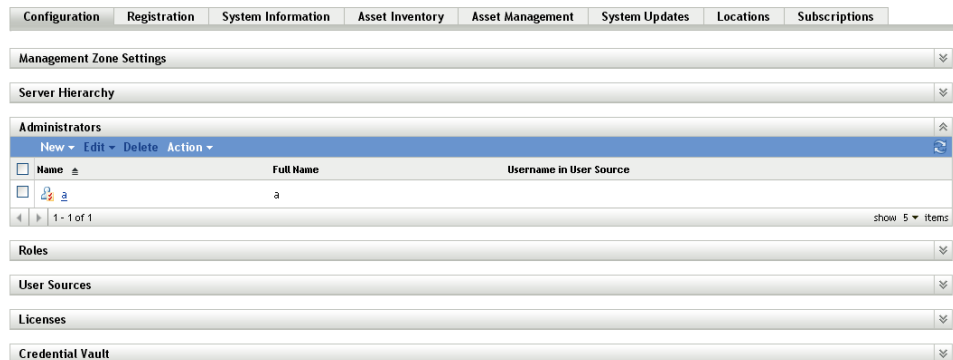 Configuration Registration System Information Asset Inventory Asset Management System Updates Locations Subscriptions
Management Zone Settings
Server Hierarchy
Administrators
New Edit Delete Action
Name Full Name Username in User Source
a a
1 - 1 of 1 show 5 items
Roles
User Sources
Licenses
Credential Vault